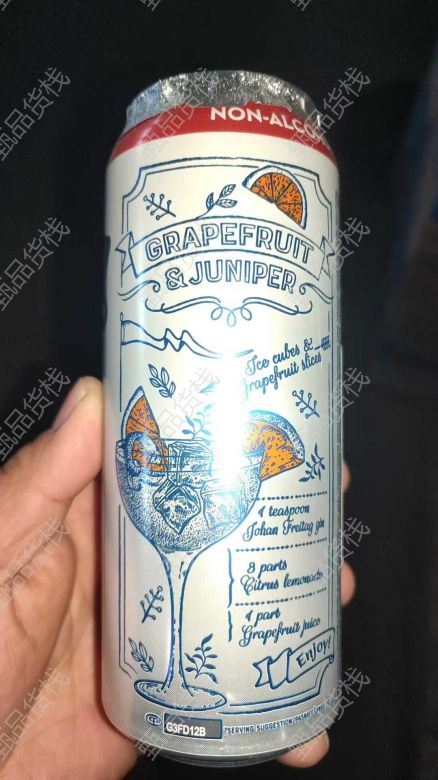 NON-ALCO
GRAPEFRUIT
& JUNIPER
Ice cubes &
grapefruit slices
1 teaspoon
Johan Freitag gin
3 parts
Citrus lemonade
1 part
Grapefruit juice
Enjoy!
G3FD12B
*SERVING SUGGESTION
甄品货栈